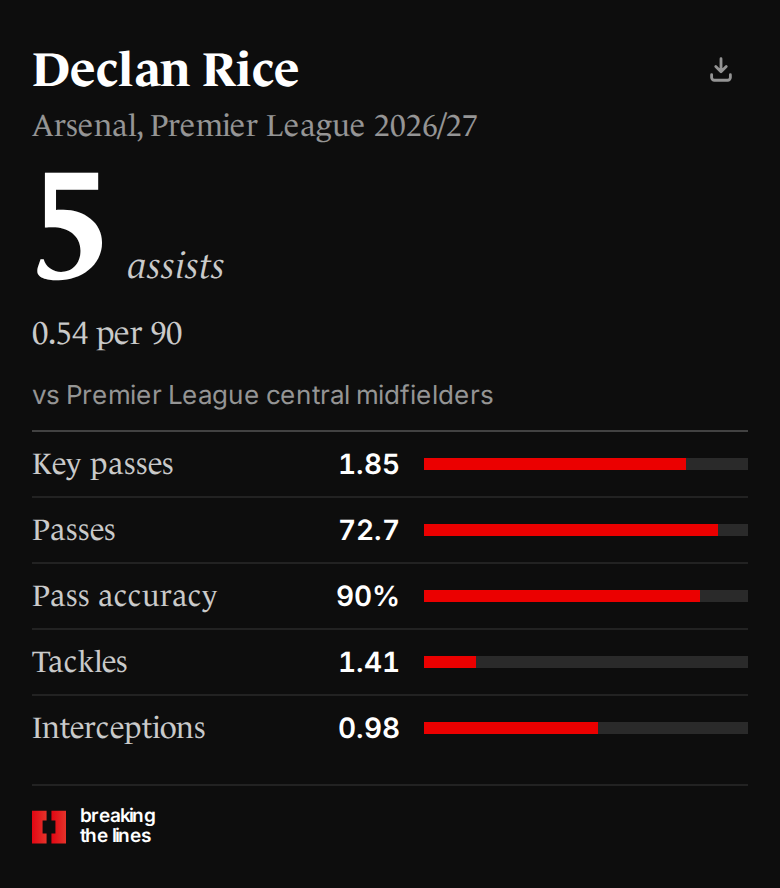 Declan Rice
Arsenal, Premier League 2026/27
5 assists
0.54 per 90
vs Premier League central midfielders
Key passes 1.85
Passes 72.7
Pass accuracy 90%
Tackles 1.41
Interceptions 0.98
breaking
the lines